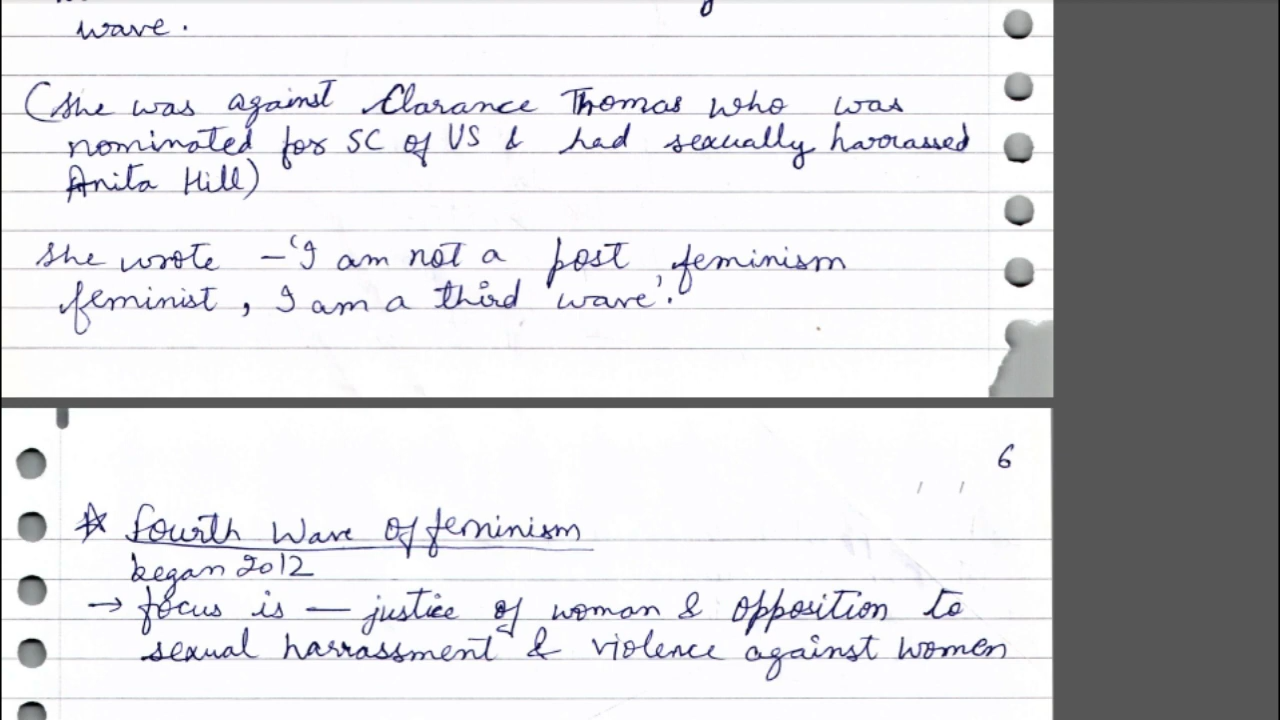 wave.
(She was against Clarance Thomas who was
nominated for SC of US & had sexually harrassed
Anita Hill)
She wrote – 'I am not a post feminism
feminist, I am a third wave'.
6
☆ Fourth Wave of feminism
began 2012
→ focus is — justice of woman & opposition to
sexual harrassment & violence against women